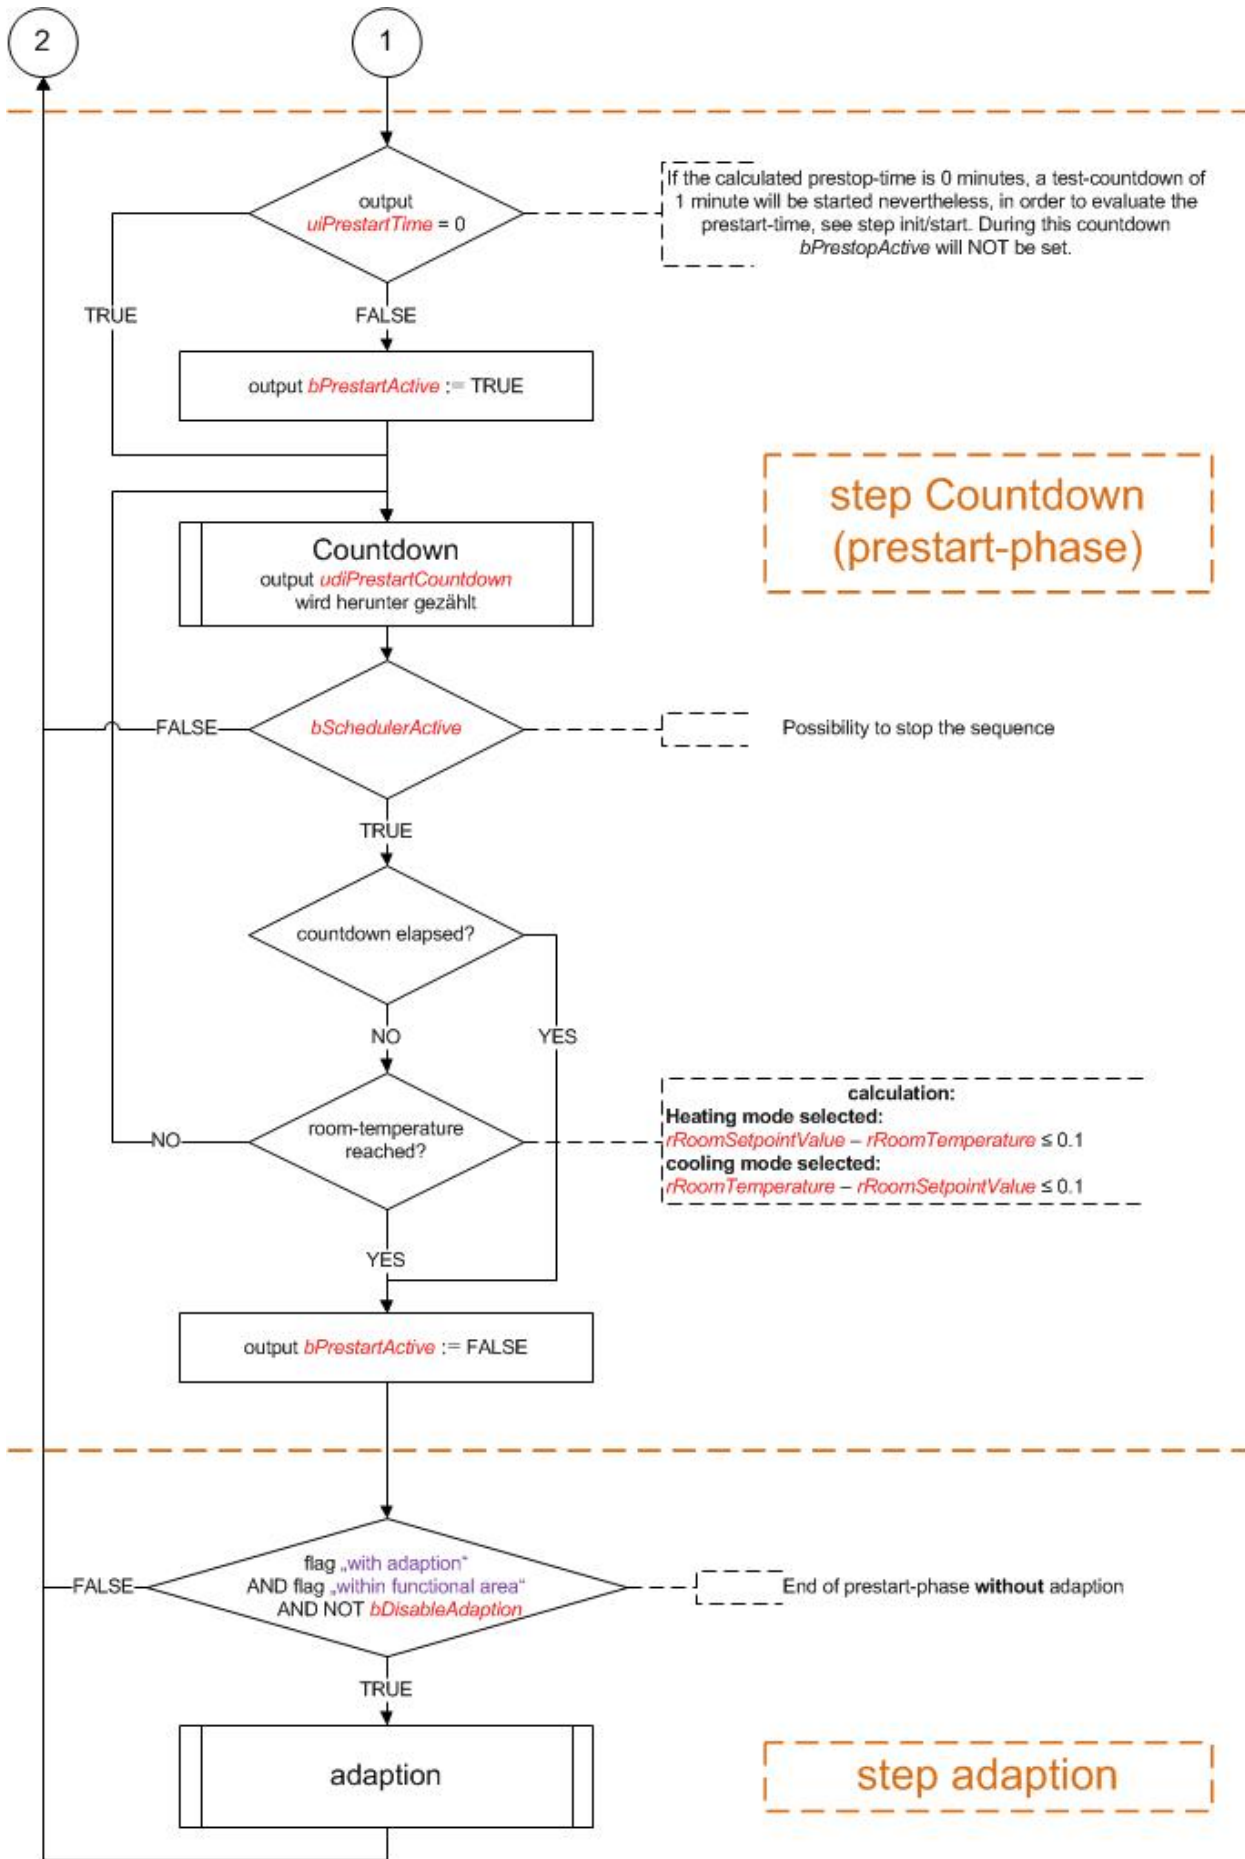 2
1
output
uiPrestartTime = 0
If the calculated prestop-time is 0 minutes, a test-countdown of
1 minute will be started nevertheless, in order to evaluate the
prestart-time, see step init/start. During this countdown
bPrestopActive will NOT be set.
TRUE
FALSE
output bPrestartActive := TRUE
step Countdown
(prestart-phase)
Countdown
output udiPrestartCountdown
wird herunter gezählt
FALSE
bSchedulerActive
Possibility to stop the sequence
TRUE
countdown elapsed?
NO
YES
calculation:
Heating mode selected:
rRoomSetpointValue – rRoomTemperature ≤ 0.1
cooling mode selected:
rRoomTemperature – rRoomSetpointValue ≤ 0.1
NO
room-temperature
reached?
YES
output bPrestartActive := FALSE
FALSE
flag „with adaption“
AND flag „within functional area“
AND NOT bDisableAdaption
End of prestart-phase without adaption
TRUE
adaption
step adaption